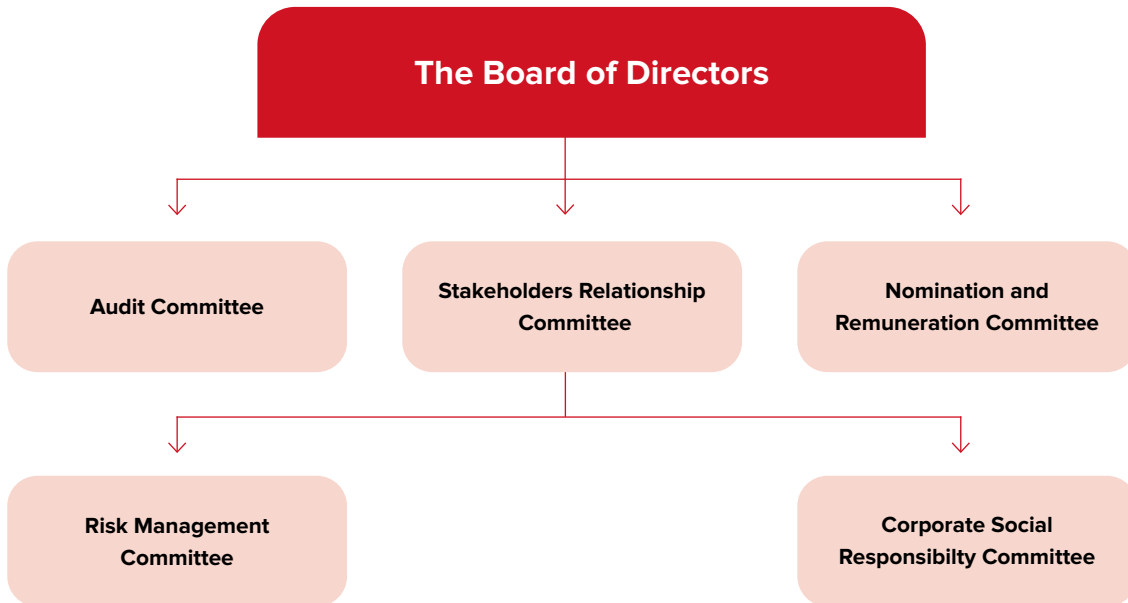 The Board of Directors
Audit Committee
Stakeholders Relationship
Committee
Nomination and
Remuneration Committee
Risk Management
Committee
Corporate Social
Responsibilty Committee